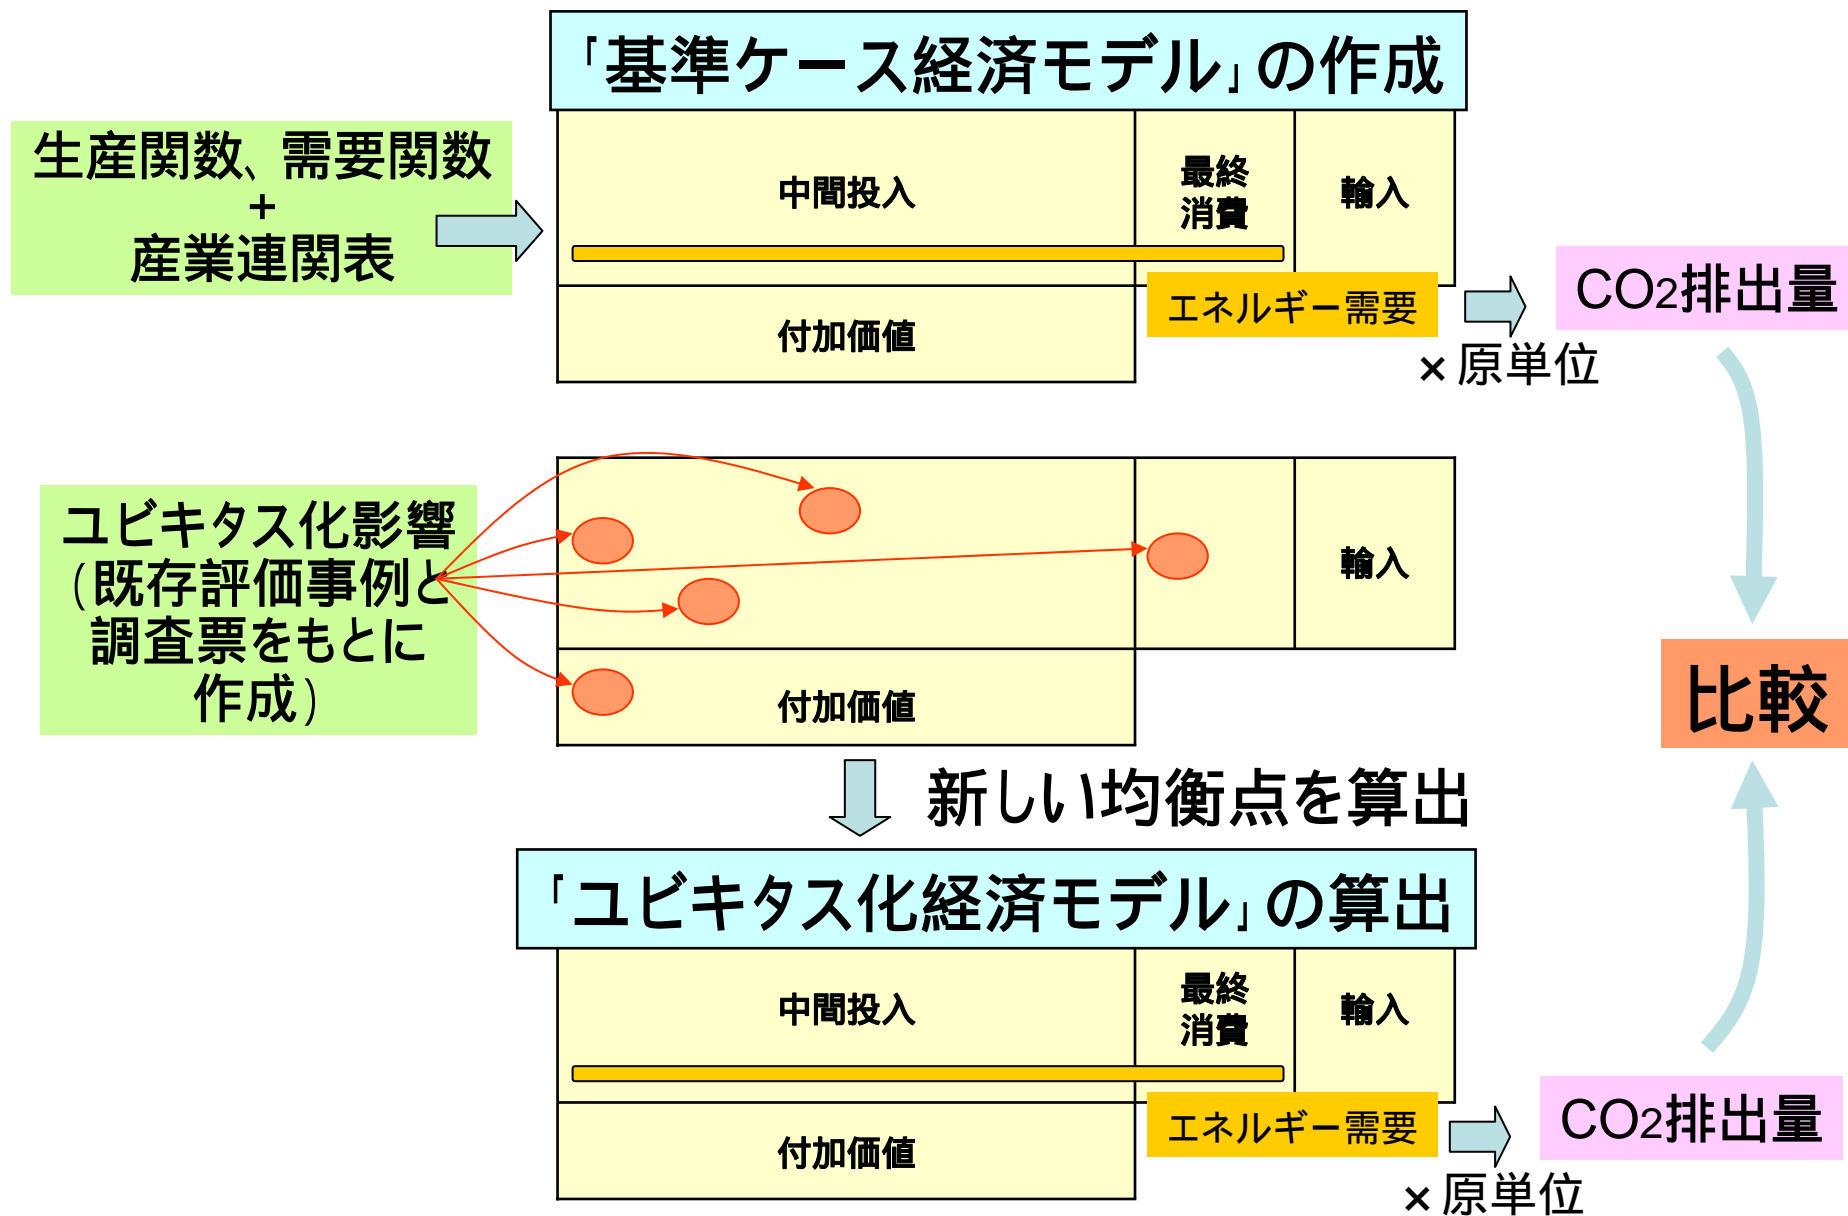 「基準ケース経済モデル」の作成
生産関数、需要関数
+
産業連関表
中間投入
最終
消費
輸入
エネルギー需要
付加価値
×原単位
CO2排出量
ユビキタス化影響
（既存評価事例と
調査票をもとに
作成）
輸入
付加価値
比較
新しい均衡点を算出
「ユビキタス化経済モデル」の算出
中間投入
最終
消費
輸入
エネルギー需要
付加価値
×原単位
CO2排出量